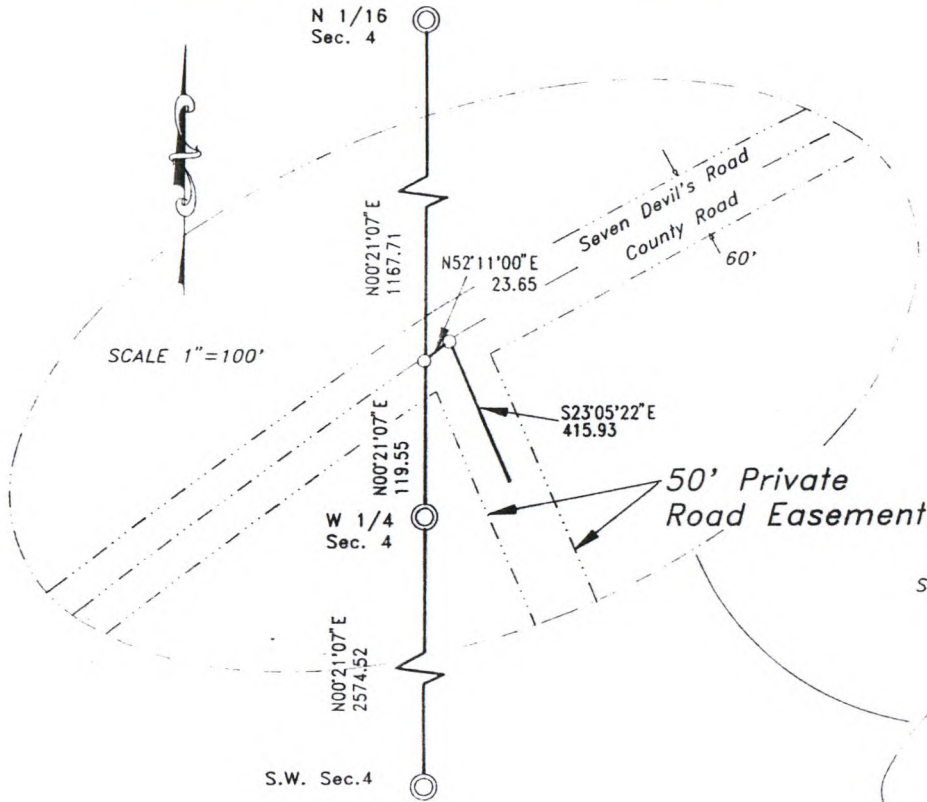 N 1/16
Sec. 4
Seven Devil's Road
County Road
60'
N00°21'07"E
1167.71
N52°11'00"E
23.65
SCALE 1"=100'
S23°05'22"E
415.93
N00°21'07"E
119.55
50' Private
Road Easement
W 1/4
Sec. 4
S
N00°21'07"E
2574.52
S.W. Sec.4